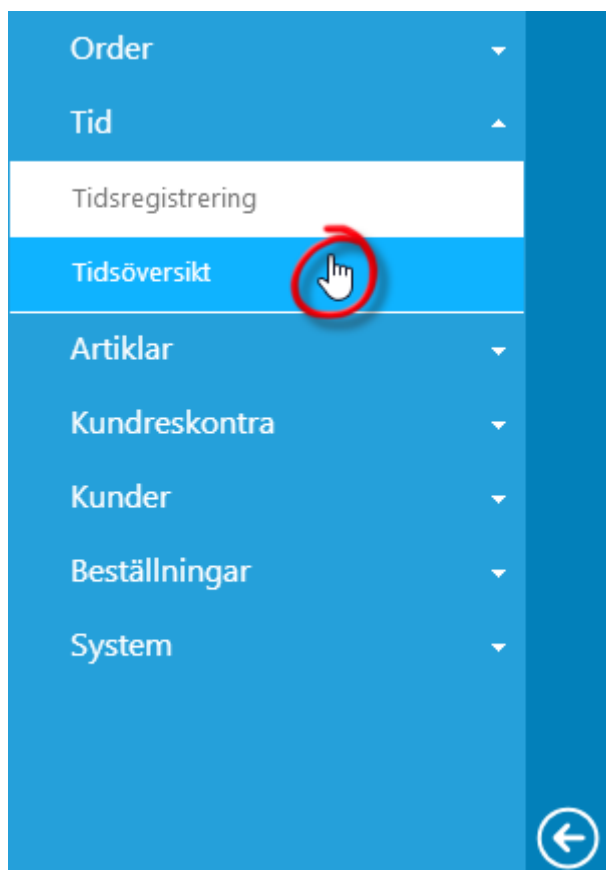 Order
Tid
Tidsregistrering
Tidsöversikt
Artiklar
Kundreskontra
Kunder
Beställningar
System